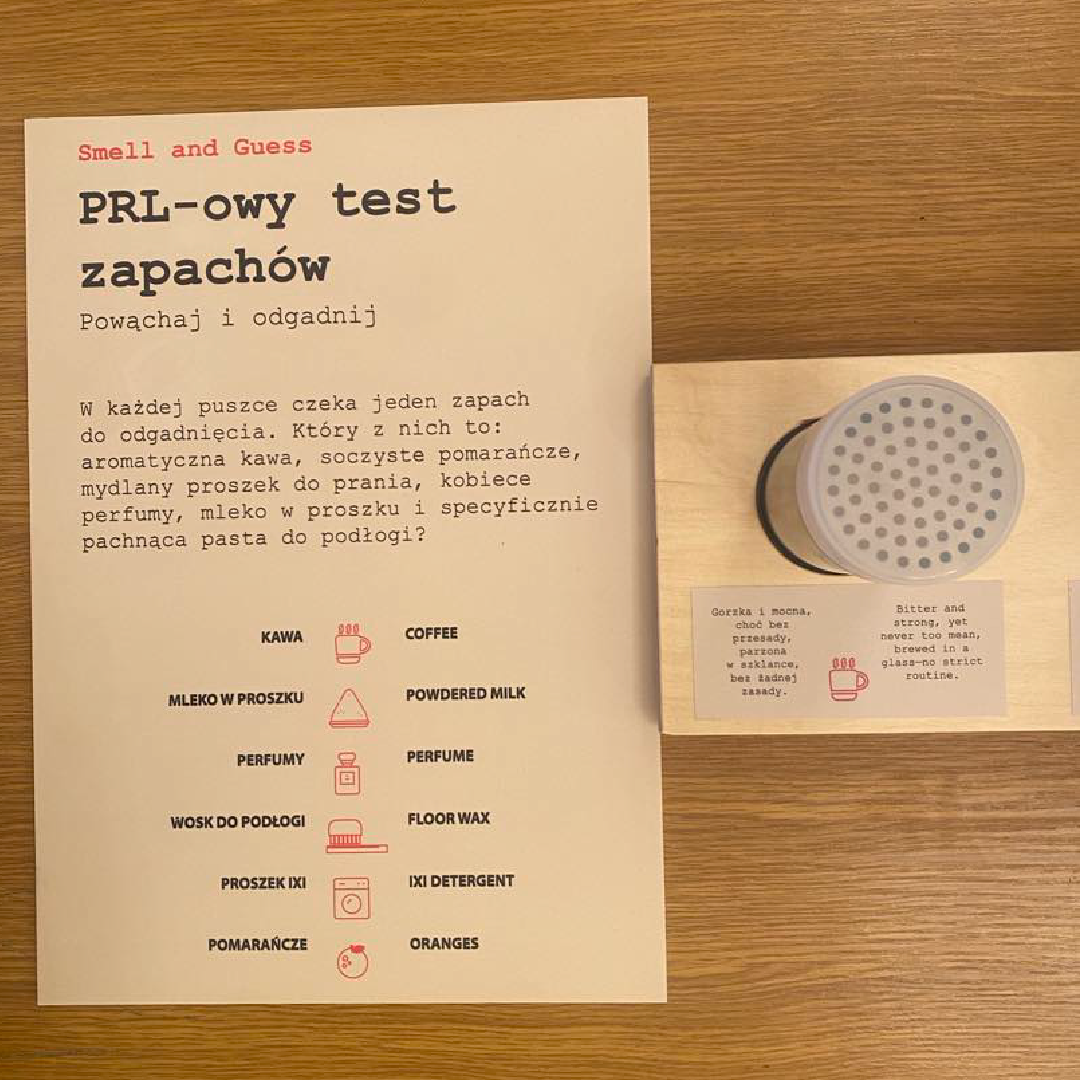 Smell and Guess
PRL-owy test
zapachów
Powąchaj i odgadnij
W każdej puszce czeka jeden zapach
do odgadnięcia. Który z nich to:
aromatyczna kawa, soczyste pomarańcze,
mydlany proszek do prania, kobiece
perfumy, mleko w proszku i specyficznie
pachnąca pasta do podłogi?
KAWA COFFEE
MLEKO W PROSZKU POWDERED MILK
PERFUMY PERFUME
WOSK DO PODŁOGI FLOOR WAX
PROSZEK IXI IXI DETERGENT
POMARAŃCZE ORANGES
Gorzka i mocna,
choć bez
przesady,
parzona
w szklance,
bez żadnej
zasady.
Bitter and
strong, yet
never too mean,
brewed in a
glass—no strict
routine.